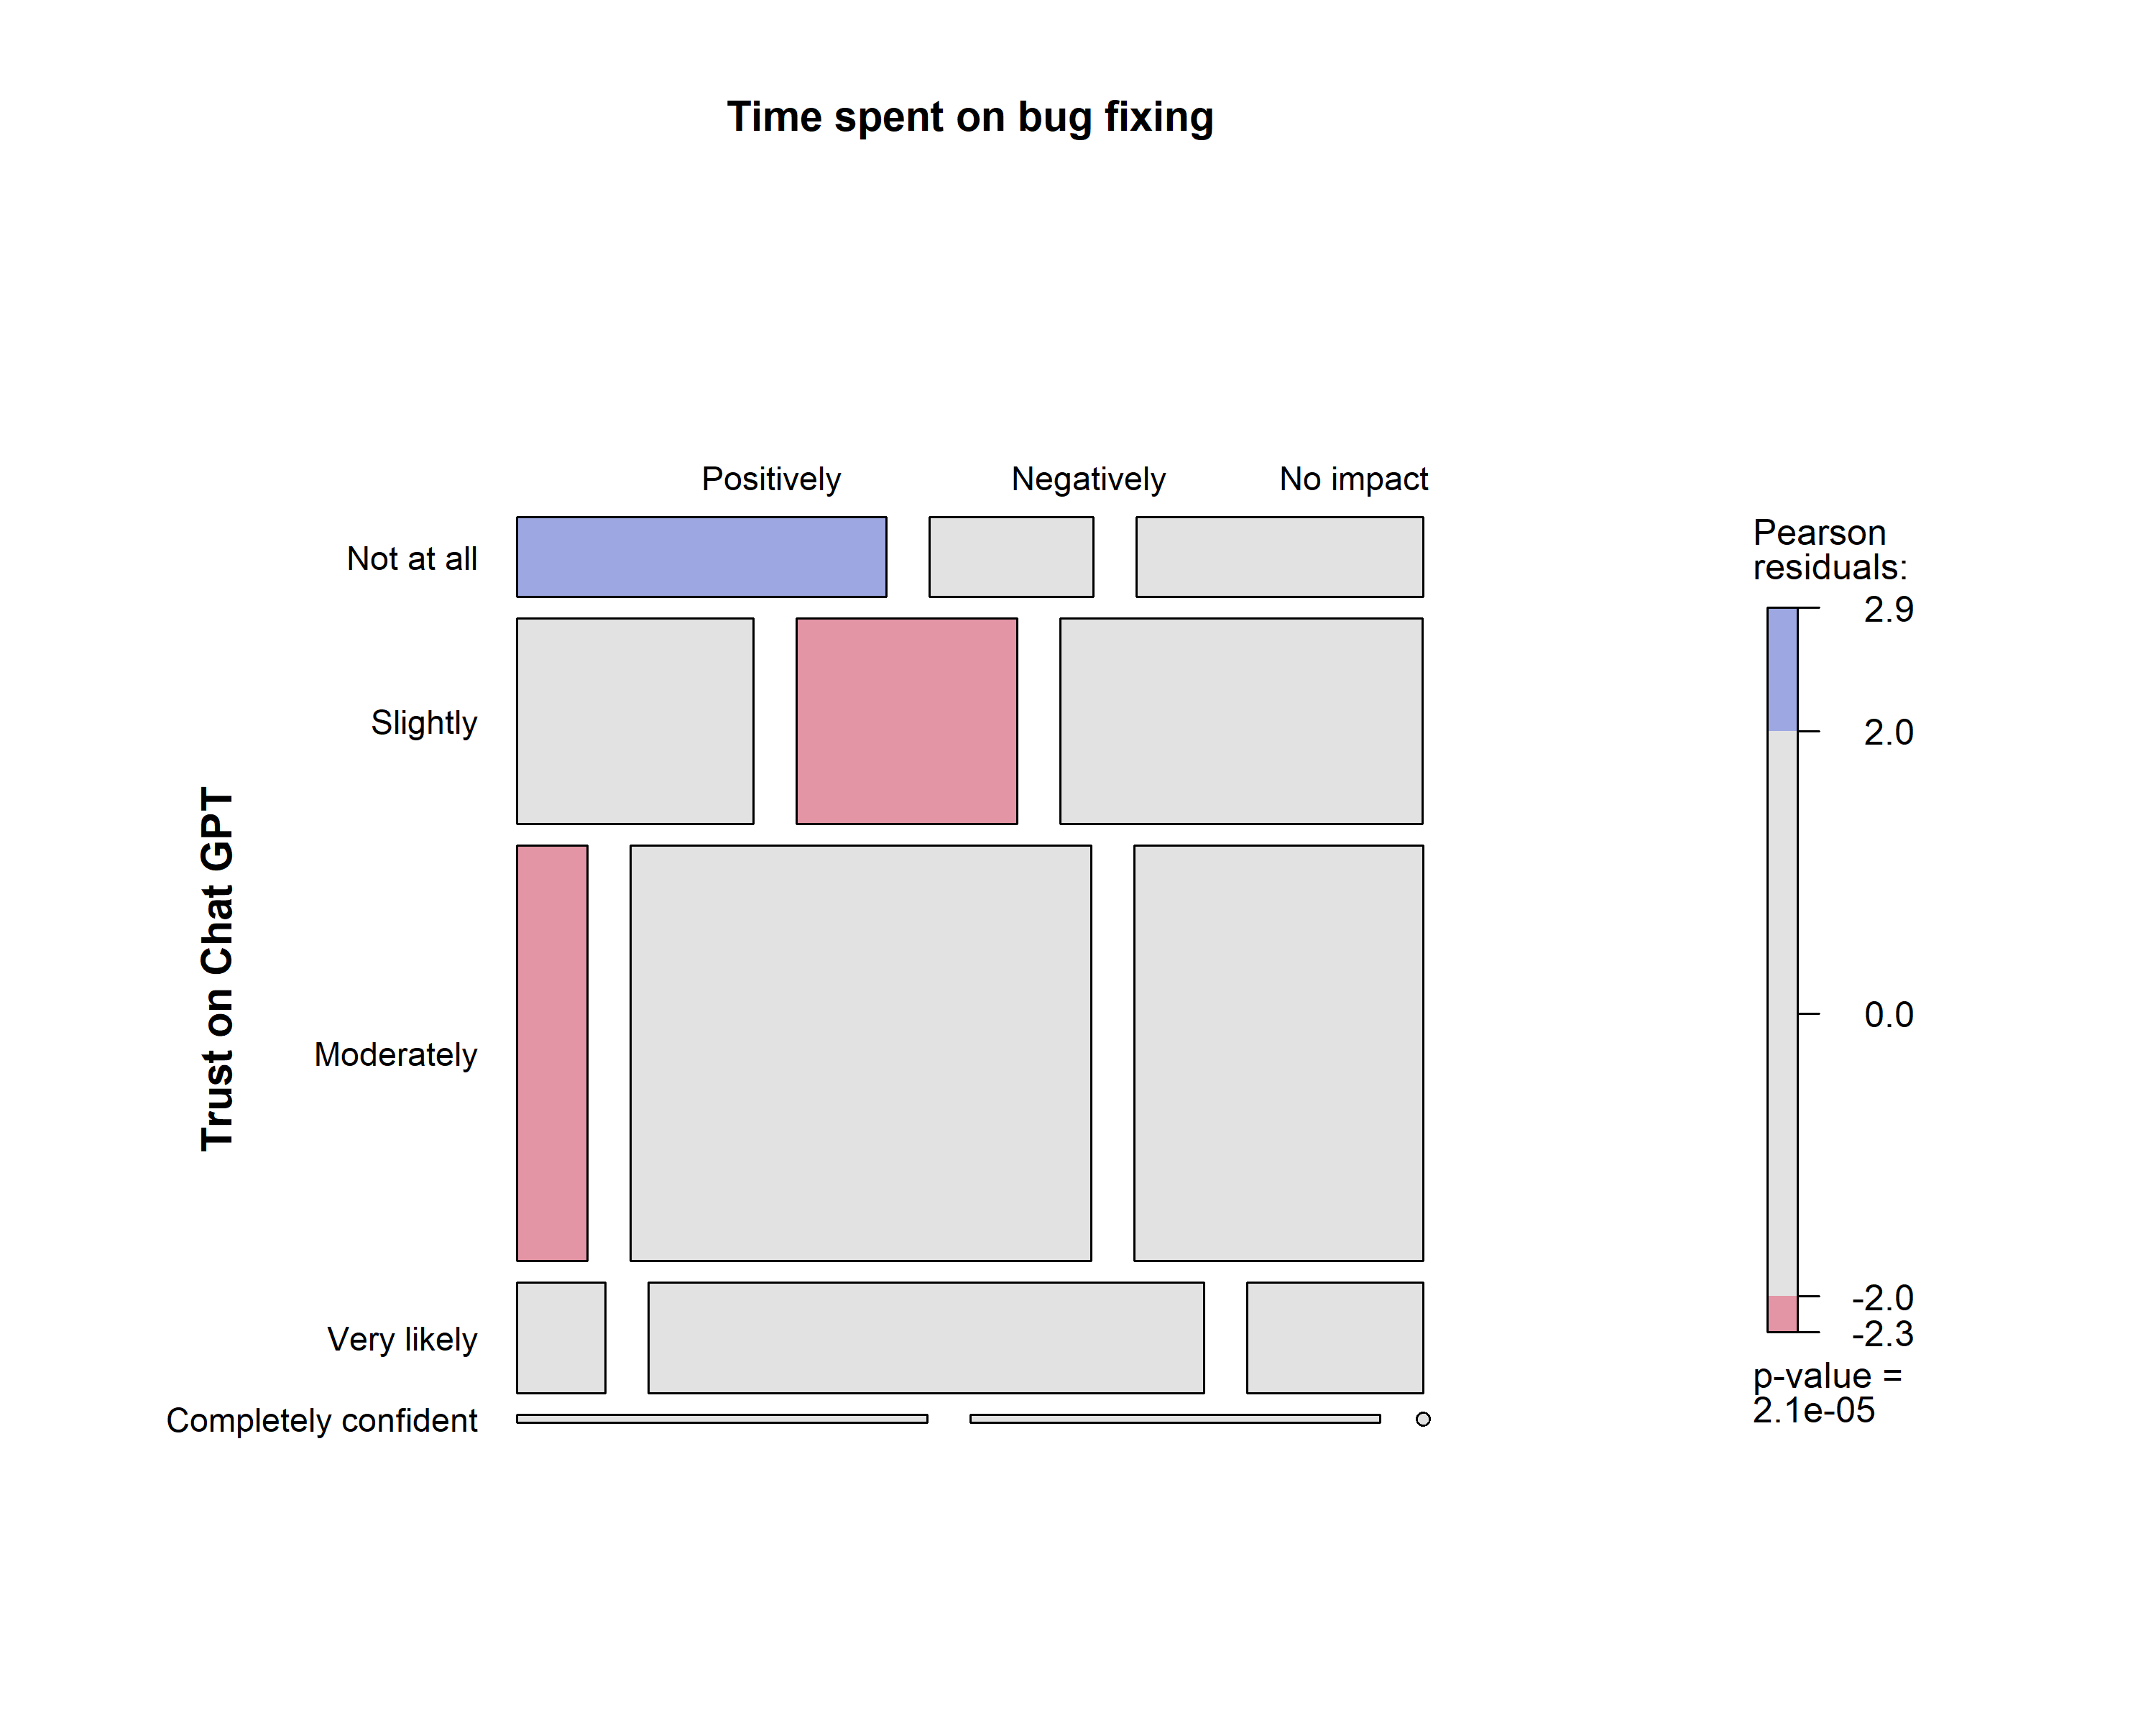 Time spent on bug fixing
Positively
Negatively
No impact
Trust on Chat GPT
Not at all
Slightly
Moderately
Very likely
Completely confident
Pearson
residuals:
2.9
2.0
0.0
-2.0
-2.3
p-value =
2.1e-05